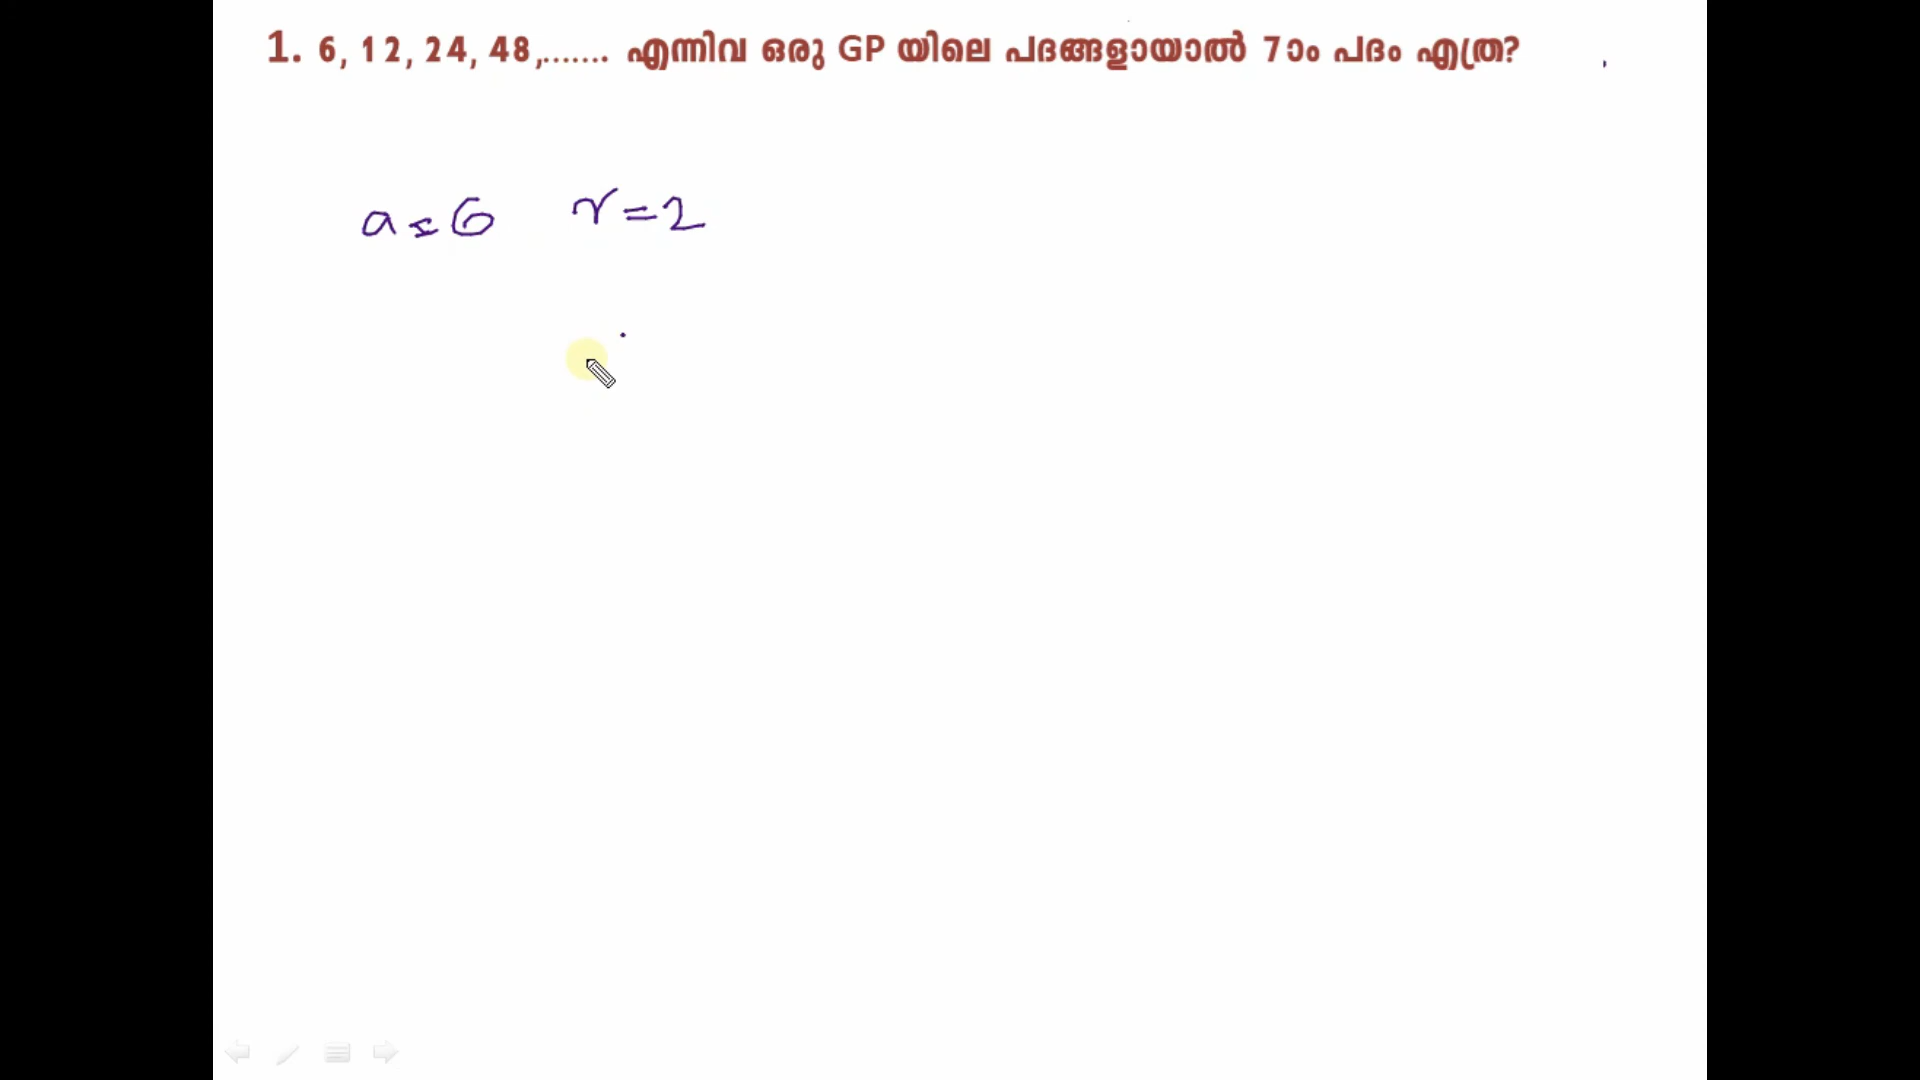 1. 6, 12, 24, 48,....... എന്നിവ ഒരു GP യിലെ പദങ്ങളായാൽ 7ാം പദം എത്ര?
a = 6 r = 2